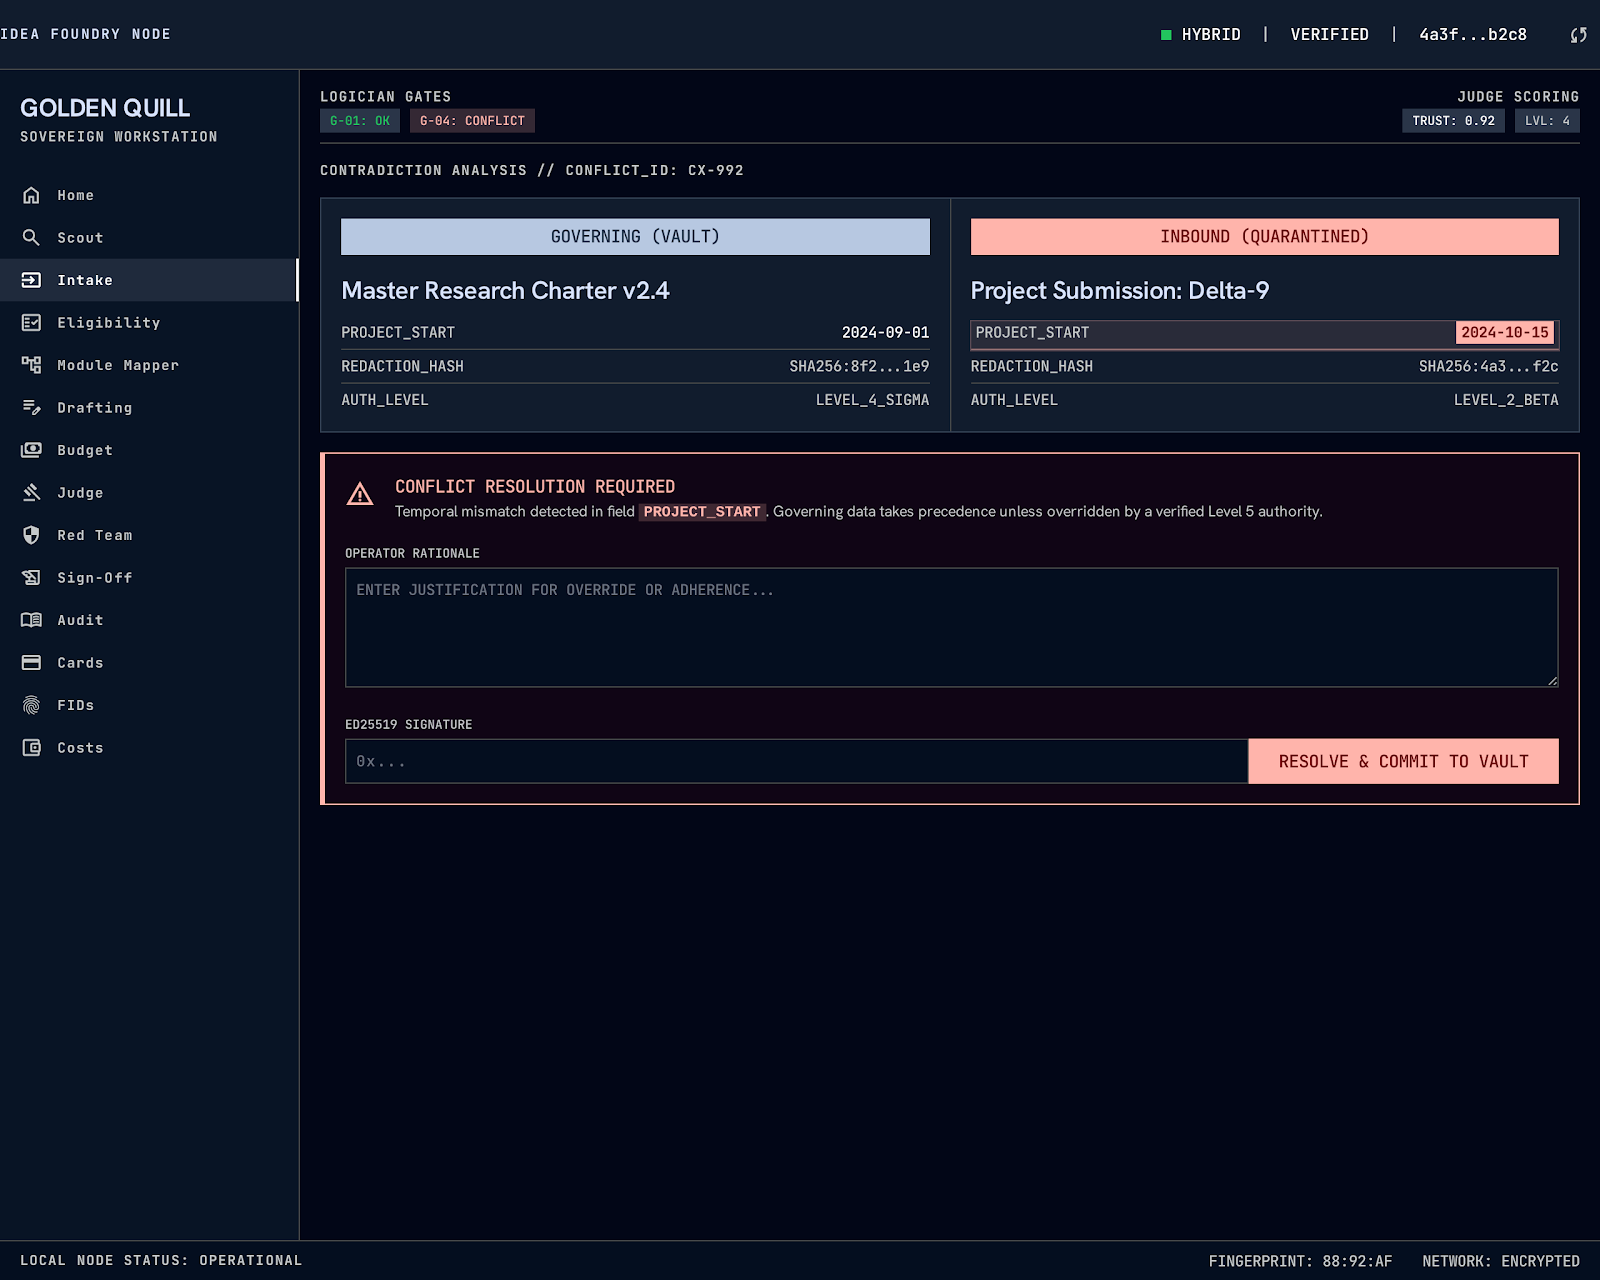 IDEA FOUNDRY NODE
HYBRID | VERIFIED | 4a3f...b2c8
GOLDEN QUILL
SOVEREIGN WORKSTATION
Home
Scout
Intake
Eligibility
Module Mapper
Drafting
Budget
Judge
Red Team
Sign-Off
Audit
Cards
FIDs
Costs
LOGICIAN GATES
G-01: OK G-04: CONFLICT
JUDGE SCORING
TRUST: 0.92 LVL: 4
CONTRADICTION ANALYSIS // CONFLICT_ID: CX-992
GOVERNING (VAULT)
Master Research Charter v2.4
PROJECT_START 2024-09-01
REDACTION_HASH SHA256:8f2...1e9
AUTH_LEVEL LEVEL_4_SIGMA
INBOUND (QUARANTINED)
Project Submission: Delta-9
PROJECT_START 2024-10-15
REDACTION_HASH SHA256:4a3...f2c
AUTH_LEVEL LEVEL_2_BETA
CONFLICT RESOLUTION REQUIRED
Temporal mismatch detected in field PROJECT_START. Governing data takes precedence unless overridden by a verified Level 5 authority.
OPERATOR RATIONALE
ENTER JUSTIFICATION FOR OVERRIDE OR ADHERENCE...
ED25519 SIGNATURE
0x...
RESOLVE & COMMIT TO VAULT
LOCAL NODE STATUS: OPERATIONAL
FINGERPRINT: 88:92:AF NETWORK: ENCRYPTED